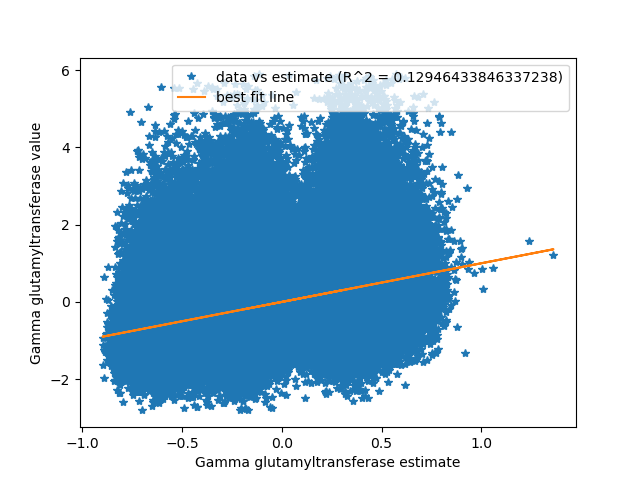 data vs estimate (R^2 = 0.12946433846337238)
best fit line
6
4
2
0
−2
Gamma glutamyltransferase value
−1.0
−0.5
0.0
0.5
1.0
Gamma glutamyltransferase estimate